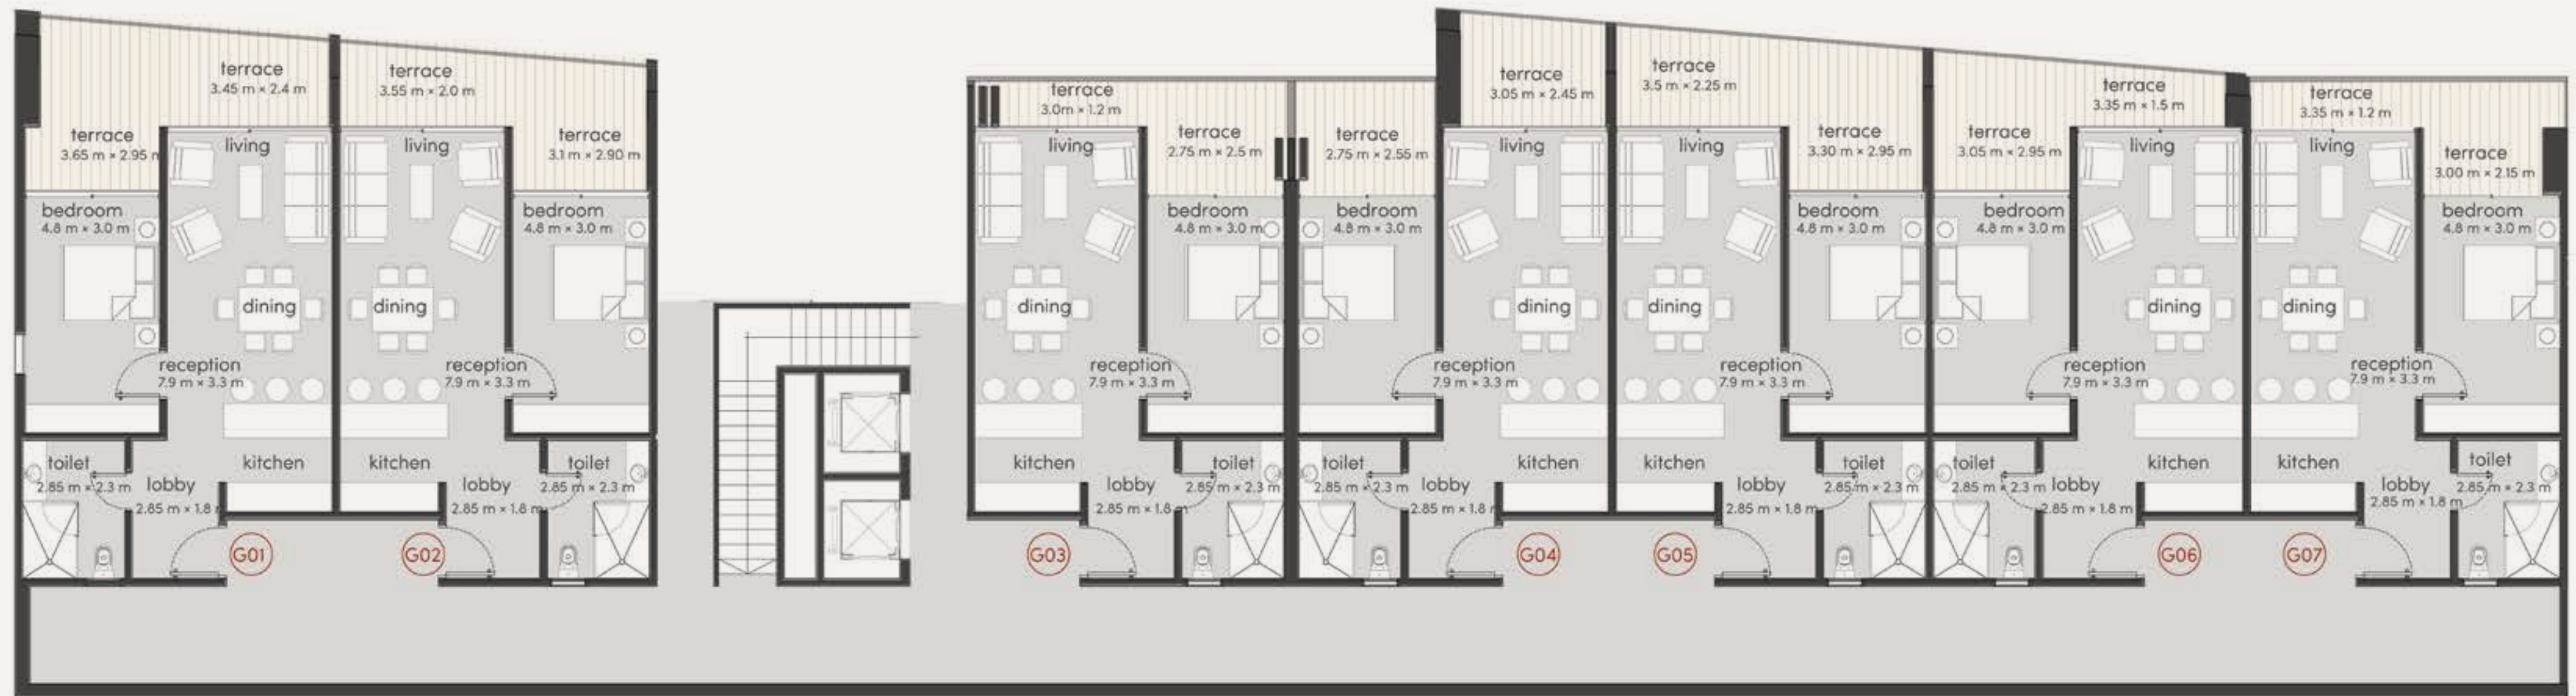 terrace
3.45 m × 2.4 m
terrace
3.65 m × 2.95 m
living
bedroom
4.8 m × 3.0 m
dining
reception
7.9 m × 3.3 m
toilet
2.85 m × 2.3 m
lobby
2.85 m × 1.8
kitchen
G01
terrace
3.55 m × 2.0 m
terrace
3.1 m × 2.90 m
living
bedroom
4.8 m × 3.0 m
dining
reception
7.9 m × 3.3 m
kitchen
lobby
2.85 m × 1.8 m
toilet
2.85 m × 2.3 m
G02
terrace
3.0m × 1.2 m
terrace
2.75 m × 2.5 m
living
bedroom
4.8 m × 3.0 m
dining
reception
7.9 m × 3.3 m
kitchen
lobby
2.85 m × 1.8 m
toilet
2.85 m × 2.3 m
G03
terrace
3.05 m × 2.45 m
terrace
2.75 m × 2.55 m
living
bedroom
4.8 m × 3.0 m
dining
reception
7.9 m × 3.3 m
toilet
2.85 m × 2.3 m
lobby
2.85 m × 1.8 m
kitchen
G04
terrace
3.5 m × 2.25 m
terrace
3.30 m × 2.95 m
living
bedroom
4.8 m × 3.0 m
dining
reception
7.9 m × 3.3 m
kitchen
lobby
2.85 m × 1.8 m
toilet
2.85 m × 2.3 m
G05
terrace
3.35 m × 1.5 m
terrace
3.05 m × 2.95 m
living
bedroom
4.8 m × 3.0 m
dining
reception
7.9 m × 3.3 m
toilet
2.85 m × 2.3 m
lobby
2.85 m × 1.8 m
kitchen
G06
terrace
3.35 m × 1.2 m
terrace
3.00 m × 2.15 m
living
bedroom
4.8 m × 3.0 m
dining
reception
7.9 m × 3.3 m
kitchen
lobby
2.85 m × 1.8 m
toilet
2.85 m × 2.3 m
G07